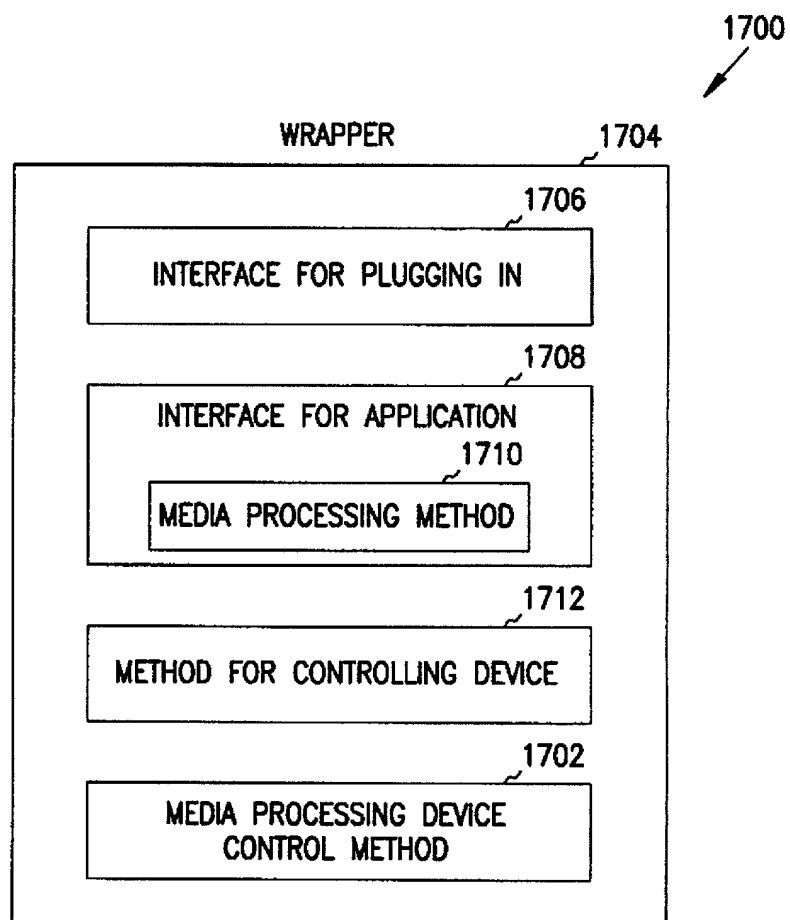 1700
WRAPPER
1704
1706
INTERFACE FOR PLUGGING IN
1708
INTERFACE FOR APPLICATION
1710
MEDIA PROCESSING METHOD
1712
METHOD FOR CONTROLLING DEVICE
1702
MEDIA PROCESSING DEVICE
CONTROL METHOD